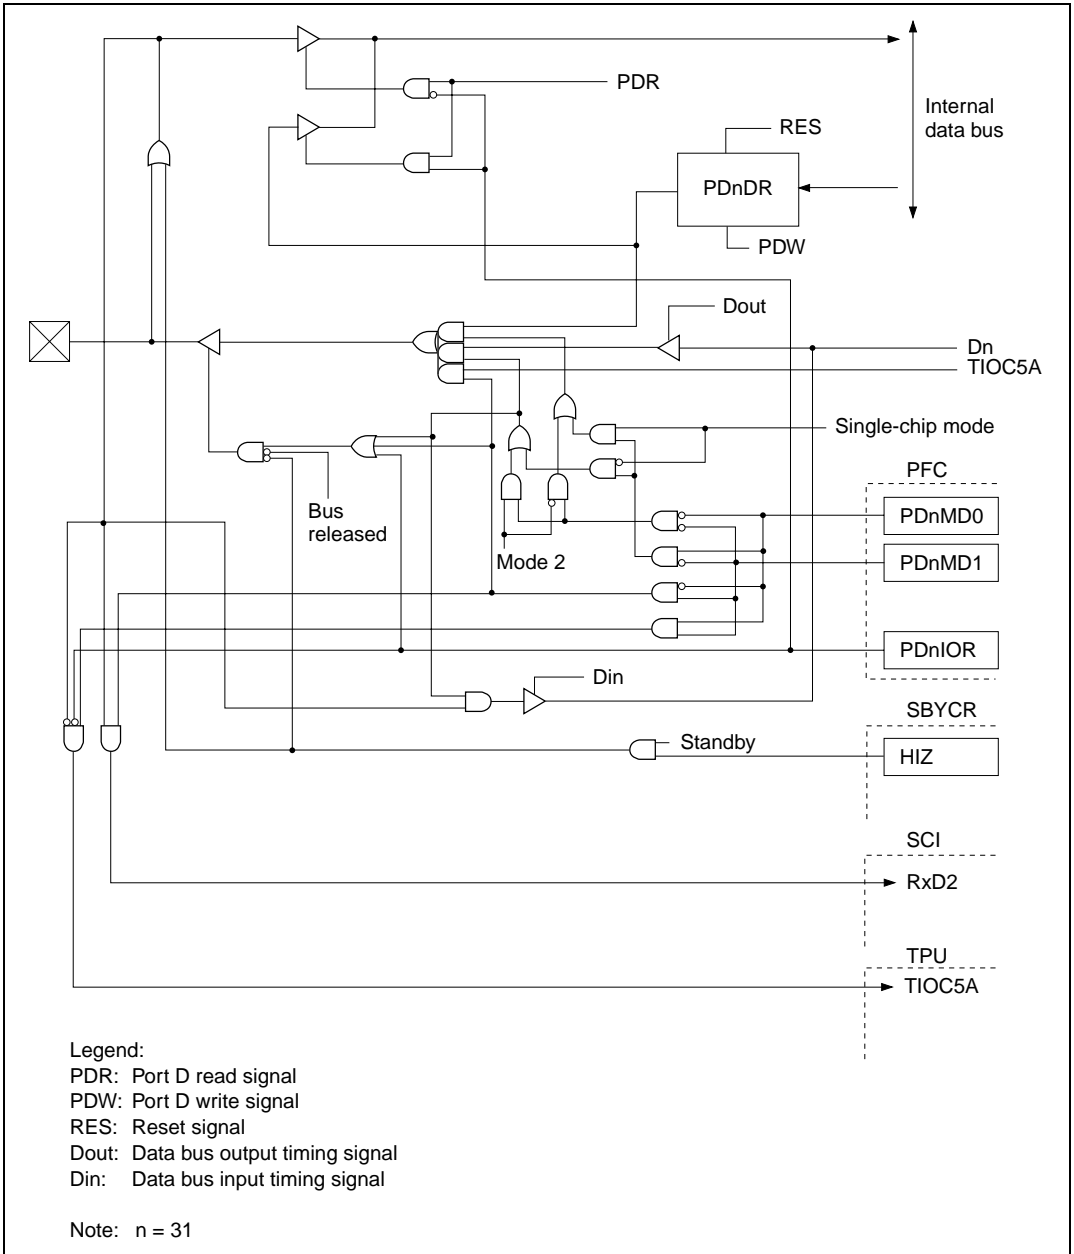 PDR
Internal
data bus
RES
PDnDR
PDW
Dout
Dn
TIOC5A
Single-chip mode
PFC
PDnMD0
Bus
released
Mode 2
PDnMD1
PDnIOR
Din
SBYCR
Standby
HIZ
SCI
RxD2
TPU
TIOC5A
Legend:
PDR: Port D read signal
PDW: Port D write signal
RES: Reset signal
Dout: Data bus output timing signal
Din: Data bus input timing signal
Note: n = 31